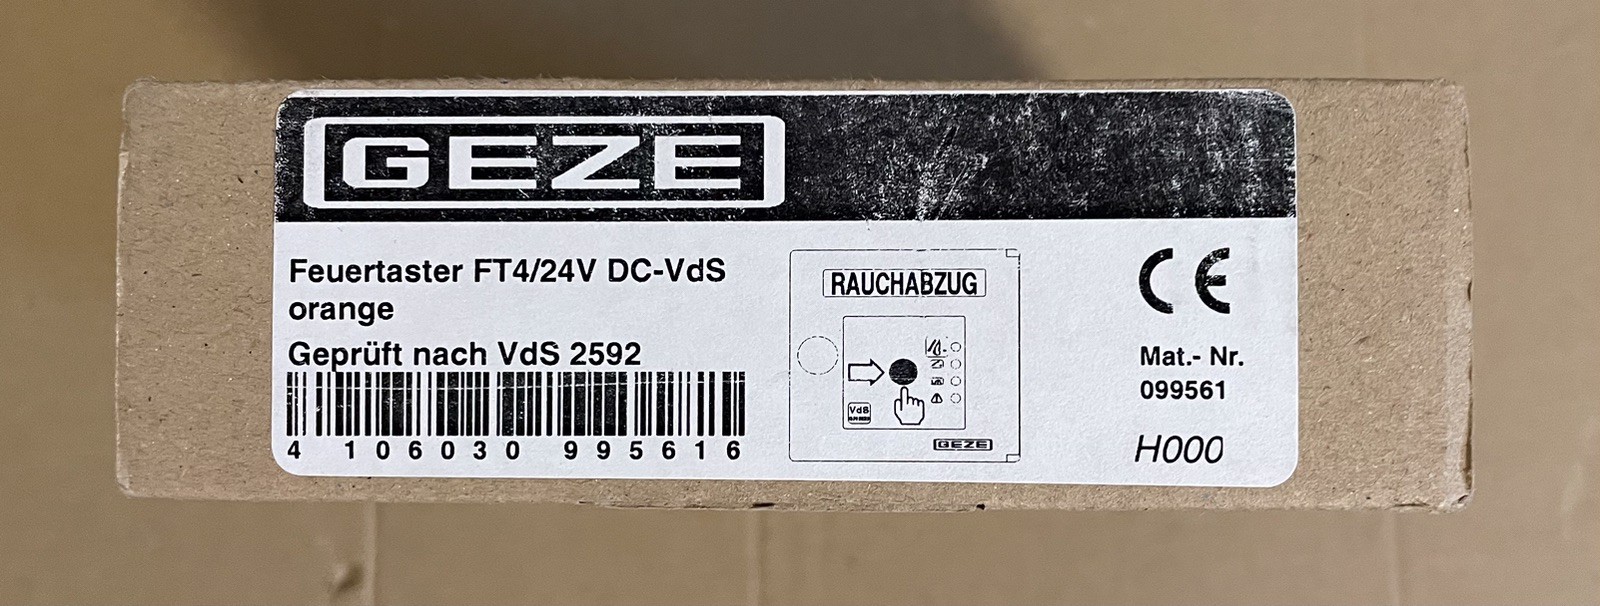 GEZE
Feuertaster FT4/24V DC-VdS
orange
Geprüft nach VdS 2592
4 106030 995616
RAUCHABZUG
VdS
GEZE
CE
Mat.- Nr.
099561
H000